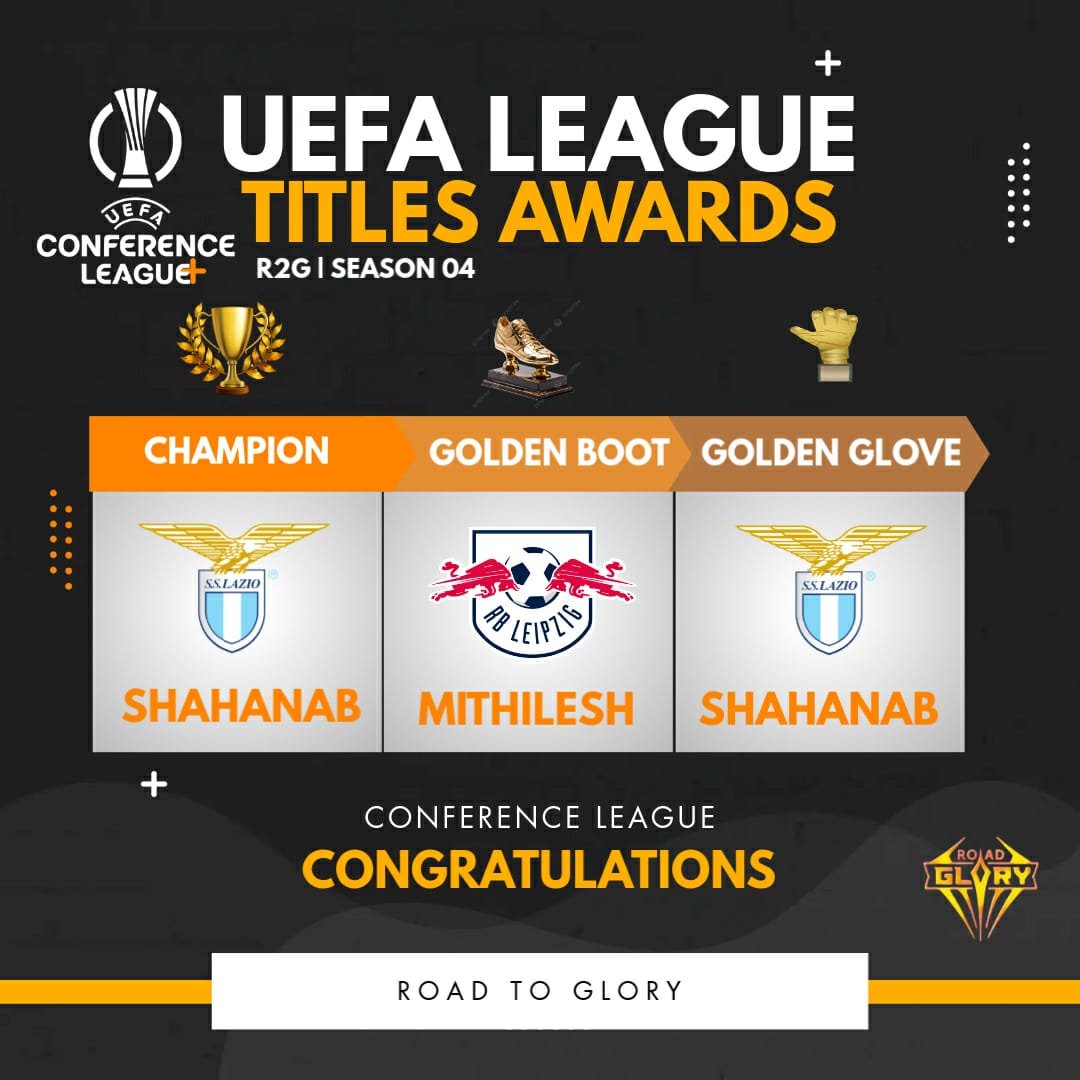 UEFA LEAGUE
TITLES AWARDS
R2G | SEASON 04
UEFA
CONFERENCE
LEAGUE
CHAMPION
GOLDEN BOOT
GOLDEN GLOVE
S.S.LAZIO
®
RB LEIPZIG
S.S.LAZIO
®
SHAHANAB
MITHILESH
SHAHANAB
CONFERENCE LEAGUE
CONGRATULATIONS
ROAD
GLORY
ROAD TO GLORY